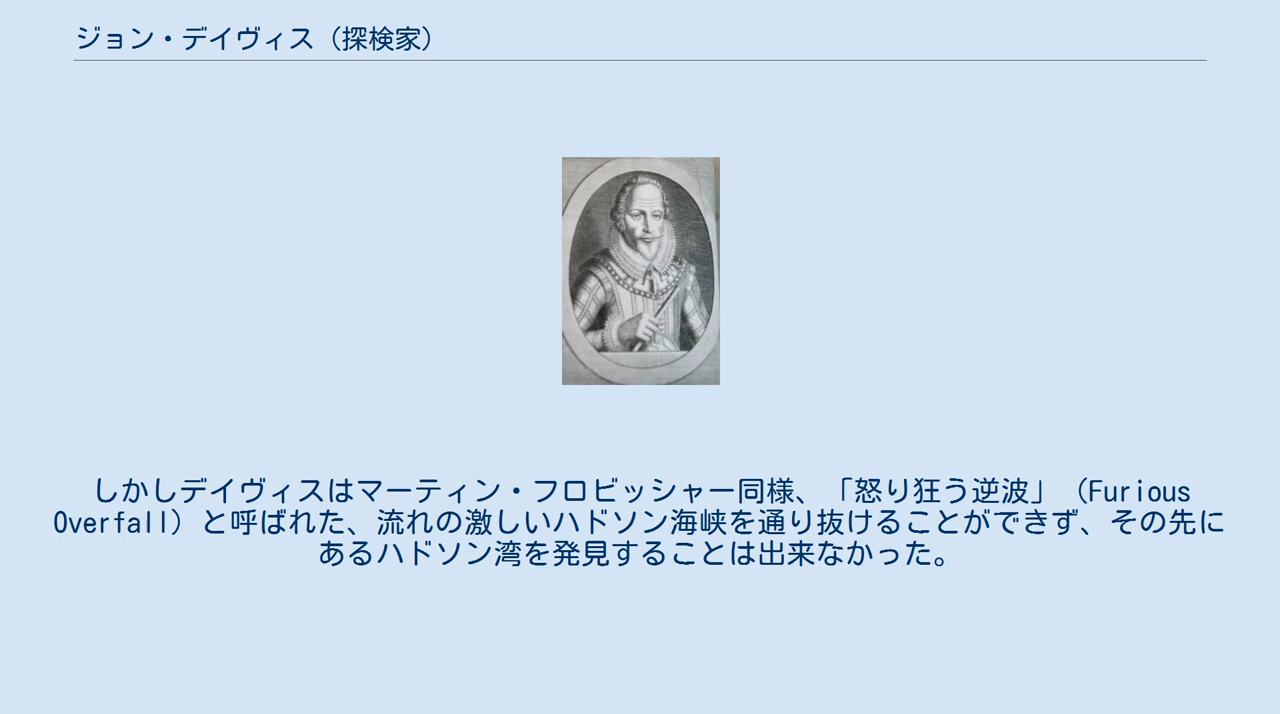 ジョン・デイヴィス（探検家）
しかしデイヴィスはマーティン・フロビッシャー同様、「怒り狂う逆波」（Furious
Overfall）と呼ばれた、流れの激しいハドソン海峡を通り抜けることができず、その先に
あるハドソン湾を発見することは出来なかった。